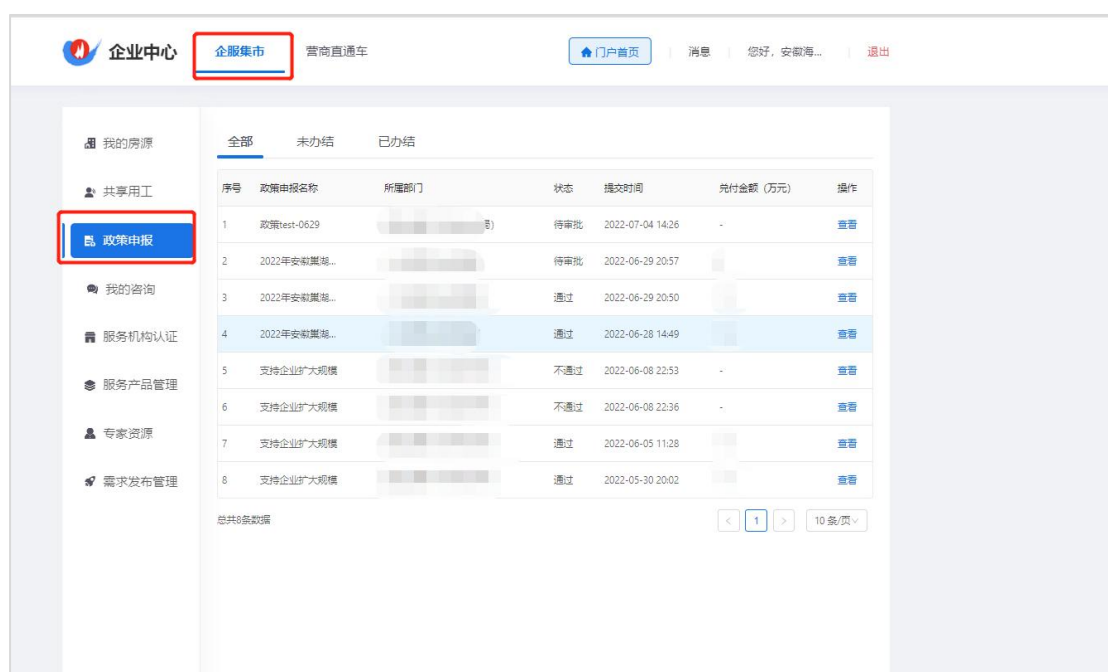 企业中心 企服集市 营商直通车 门户首页 消息 您好，安徽海... 退出
我的房源
共享用工
政策申报
我的咨询
服务机构认证
服务产品管理
专家资源
需求发布管理
全部 未办结 已办结
序号 政策申报名称 所属部门 状态 提交时间 兑付金额（万元） 操作
1 政策test-0629 待审批 2022-07-04 14:26 - 查看
2 2022年安徽巢湖... 待审批 2022-06-29 20:57 查看
3 2022年安徽巢湖... 通过 2022-06-29 20:50 查看
4 2022年安徽巢湖... 通过 2022-06-28 14:49 查看
5 支持企业扩大规模 不通过 2022-06-08 22:53 - 查看
6 支持企业扩大规模 不通过 2022-06-08 22:36 - 查看
7 支持企业扩大规模 通过 2022-06-05 11:28 查看
8 支持企业扩大规模 通过 2022-05-30 20:02 查看
总共8条数据 < 1 > 10 条/页